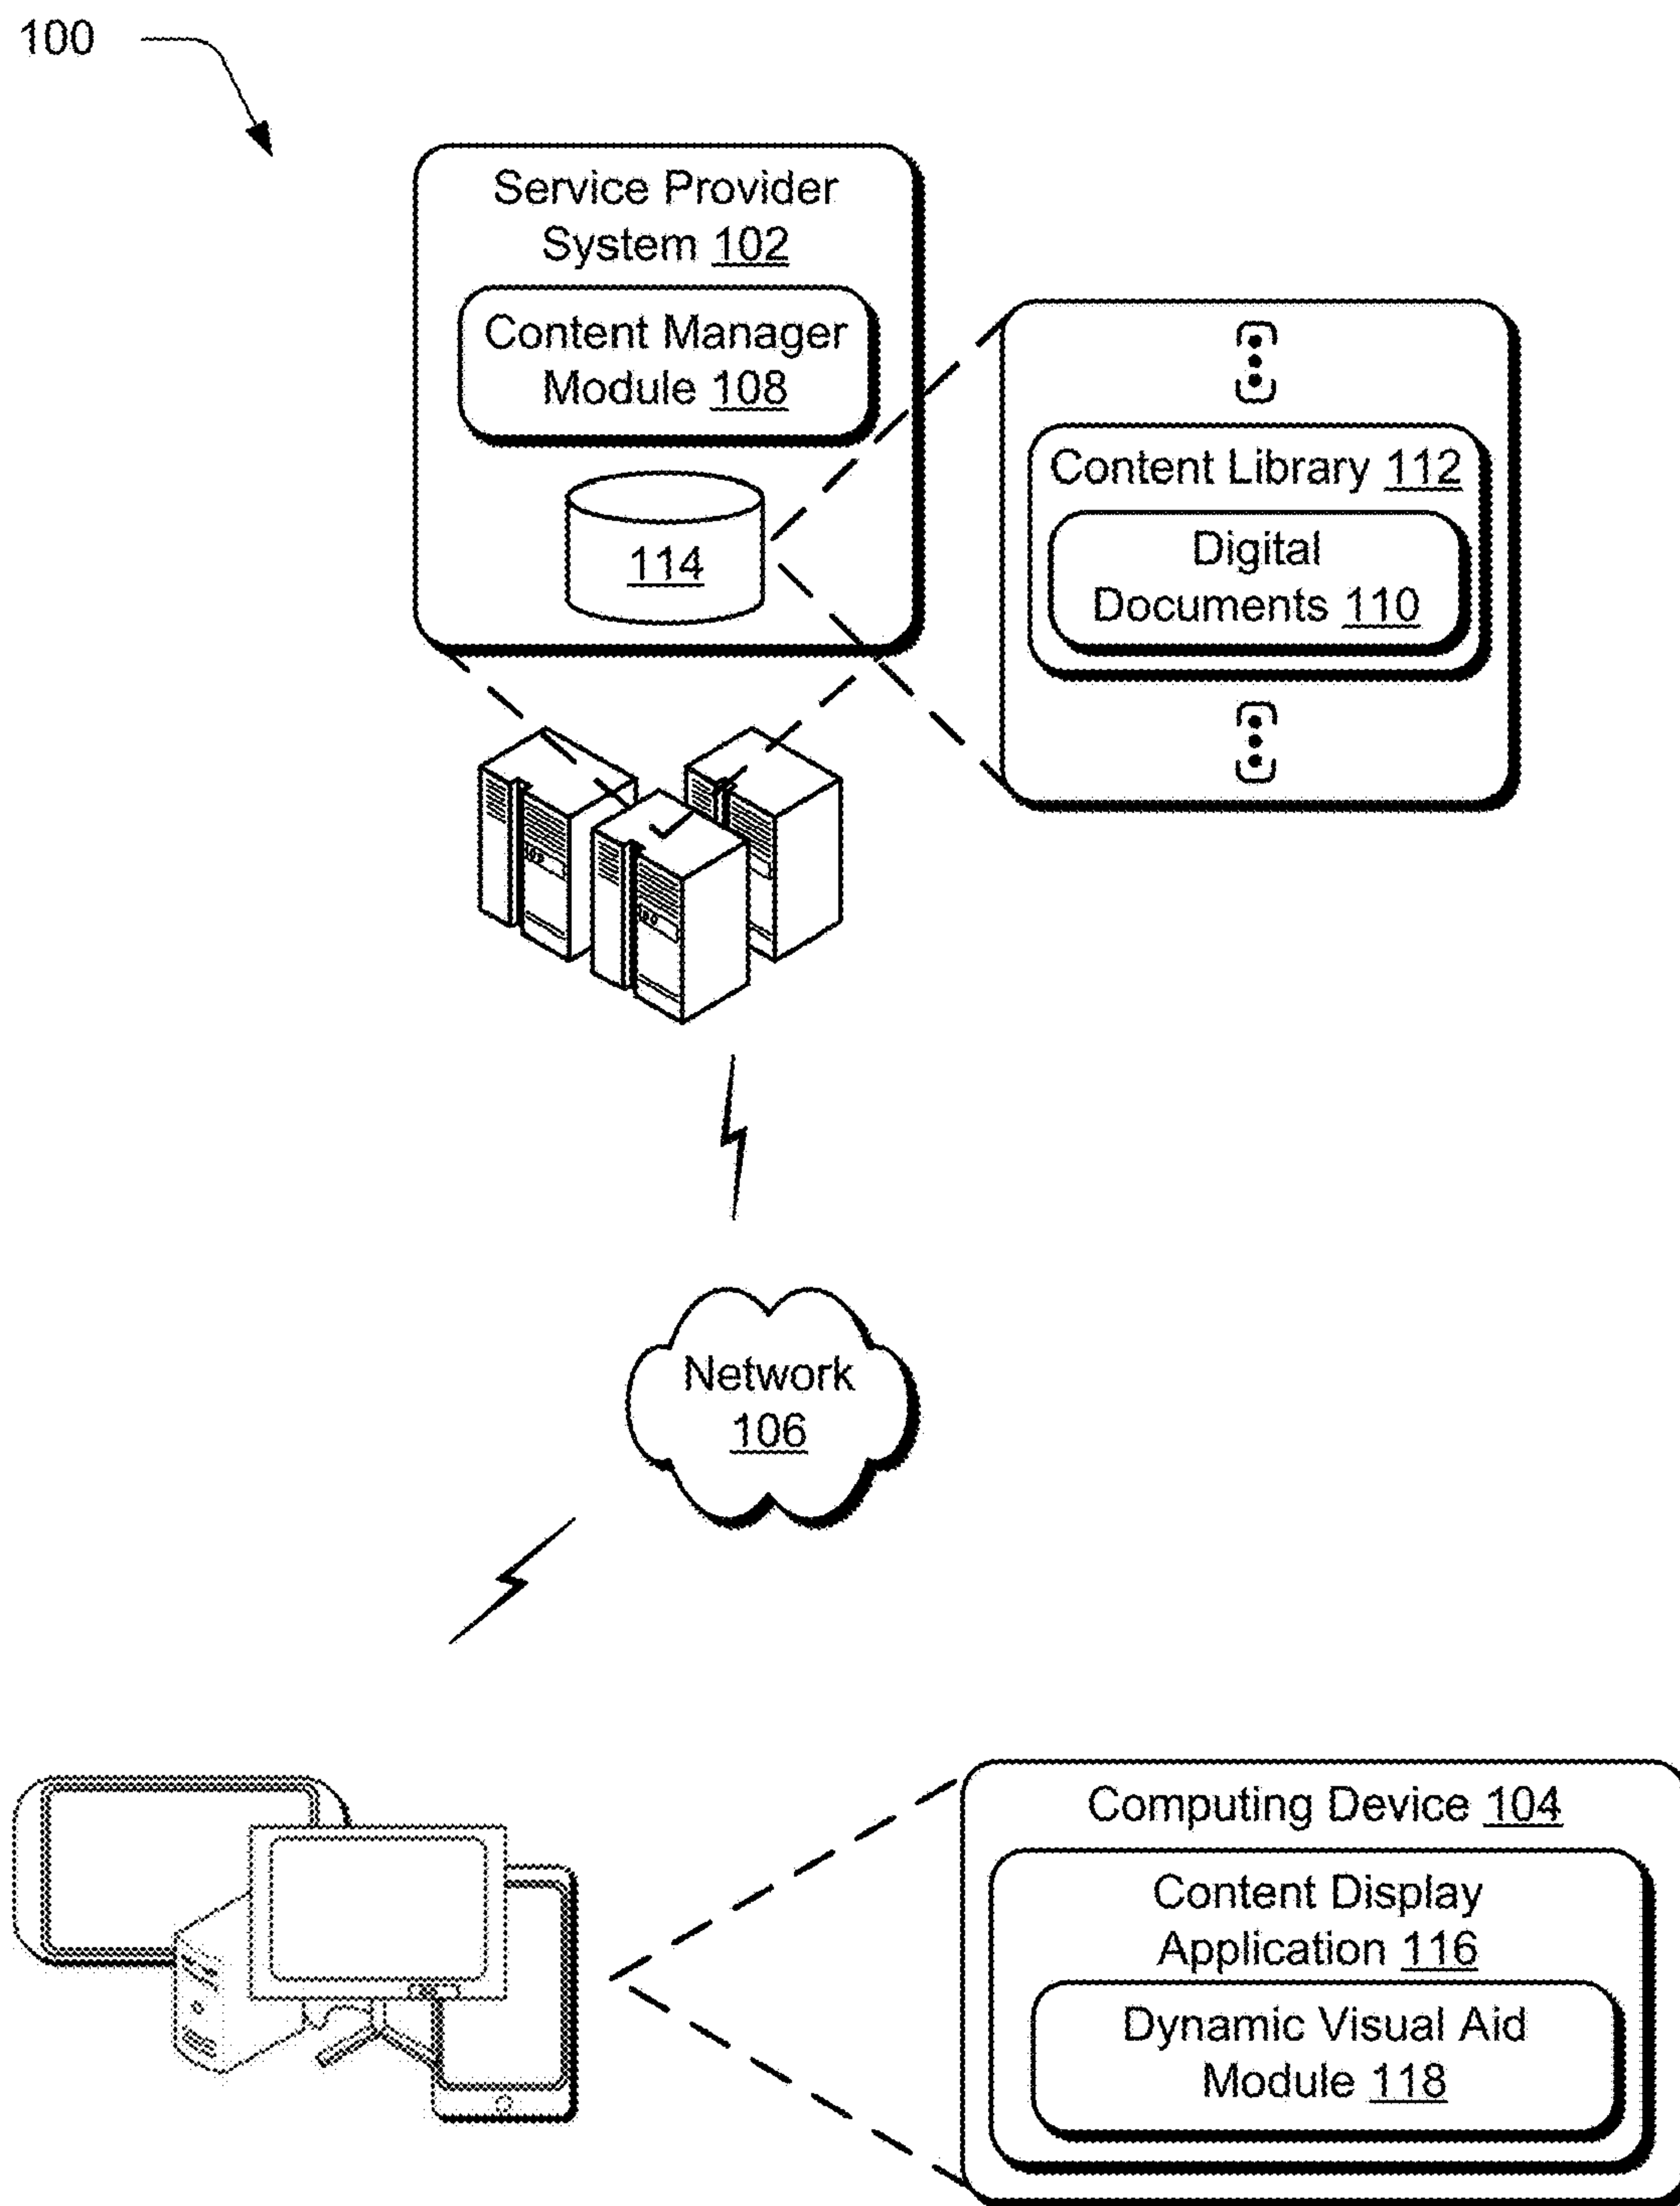 100
Service Provider
System 102
Content Manager
Module 108
114
Content Library 112
Digital
Documents 110
Network
106
Computing Device 104
Content Display
Application 116
Dynamic Visual Aid
Module 118